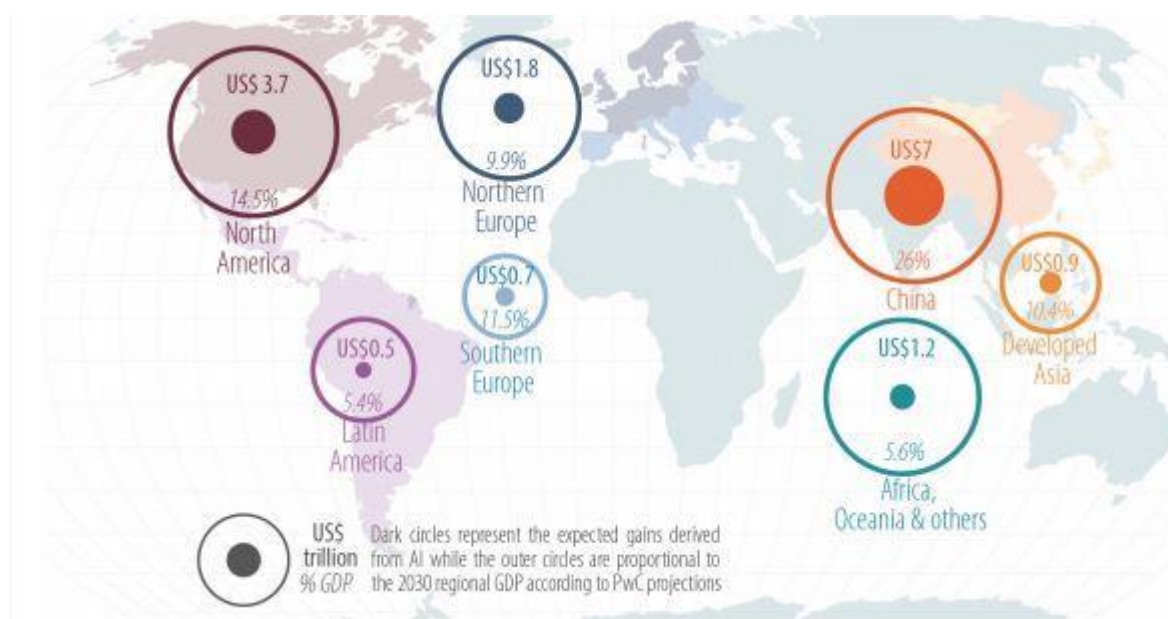 US$ 3.7
14.5%
North
America
US$1.8
9.9%
Northern
Europe
US$0.7
11.5%
Southern
Europe
US$0.5
5.4%
Latin
America
US$7
26%
China
US$0.9
10.4%
Developed
Asia
US$1.2
5.6%
Africa,
Oceania & others
US$
trillion
% GDP
Dark circles represent the expected gains derived
from AI while the outer circles are proportional to
the 2030 regional GDP according to PwC projections